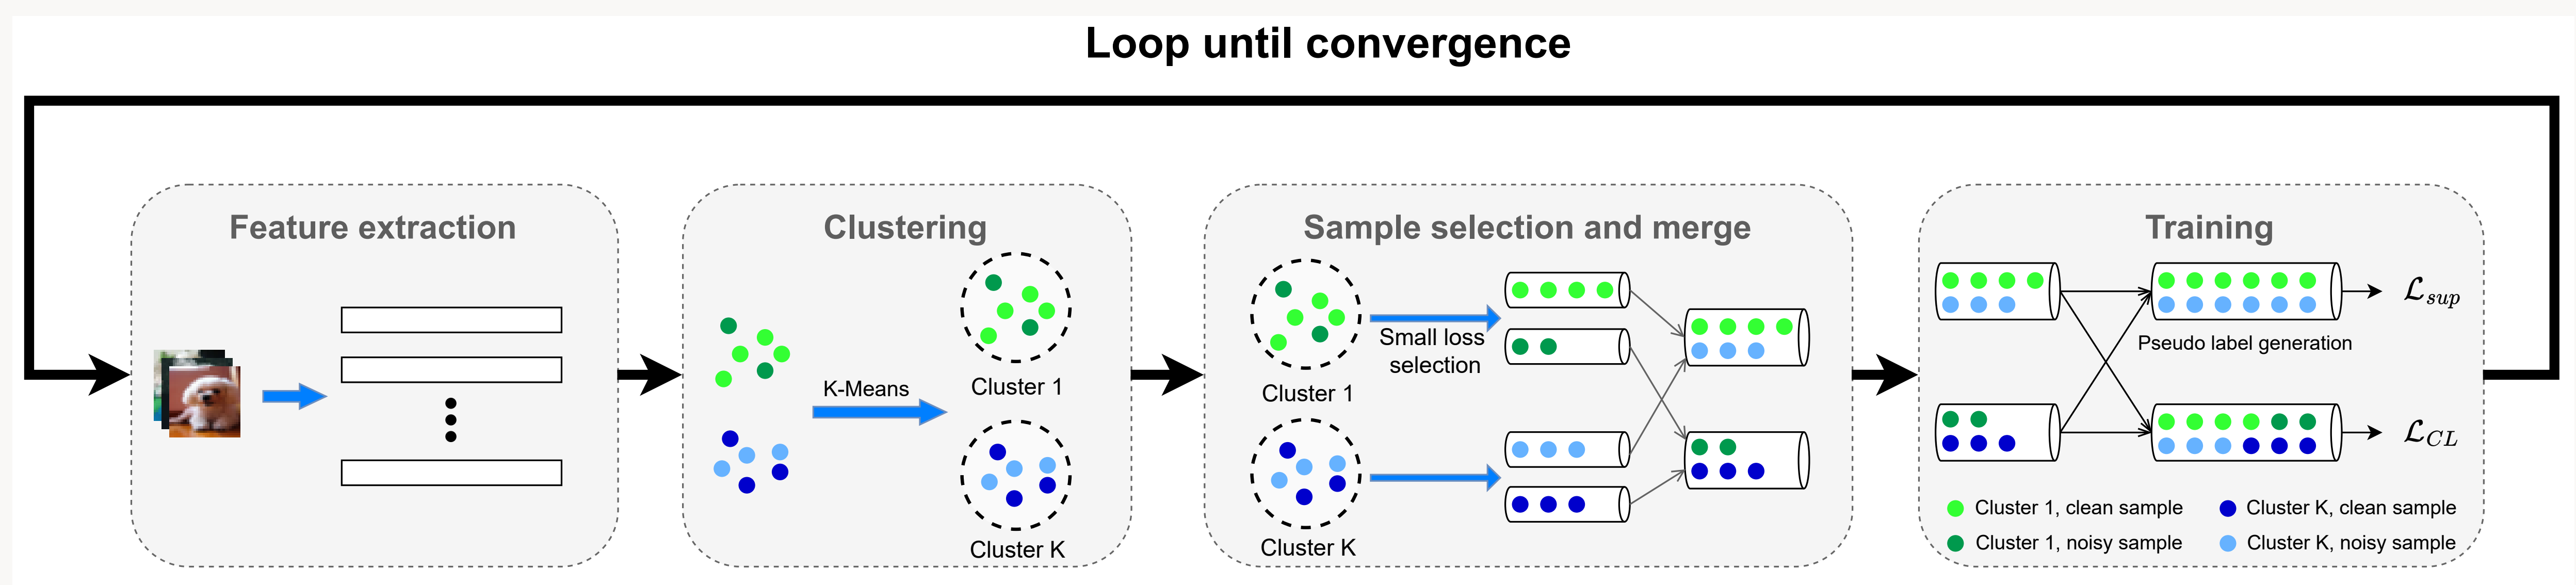 Loop until convergence
Feature extraction
Clustering
K-Means
Cluster 1
Cluster K
Sample selection and merge
Cluster 1
Small loss
selection
Cluster K
Training
ℒ_sup
Pseudo label generation
ℒ_CL
Cluster 1, clean sample
Cluster K, clean sample
Cluster 1, noisy sample
Cluster K, noisy sample